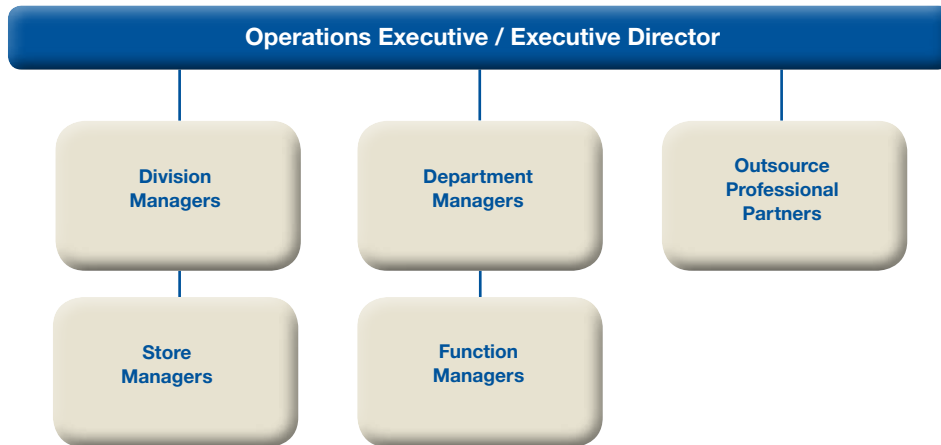 Operations Executive / Executive Director
Division
Managers
Department
Managers
Outsource
Professional
Partners
Store
Managers
Function
Managers